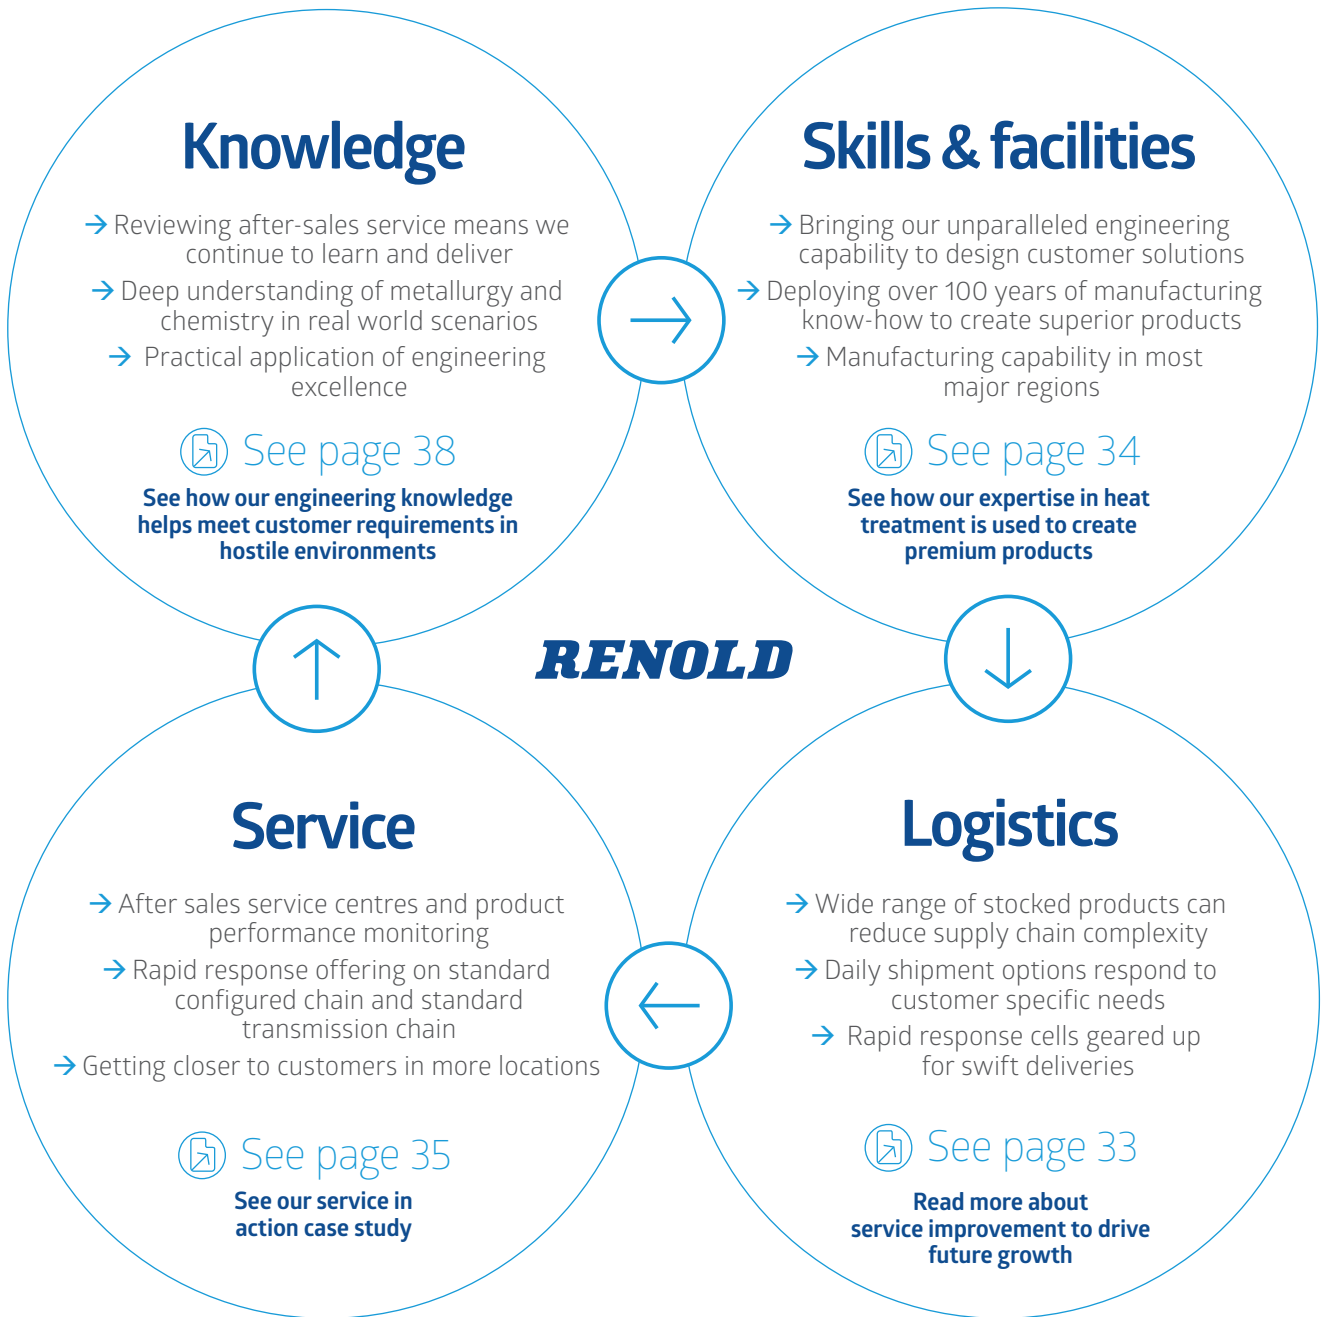 Knowledge
→ Reviewing after-sales service means we
continue to learn and deliver
→ Deep understanding of metallurgy and
chemistry in real world scenarios
→ Practical application of engineering
excellence
See page 38
See how our engineering knowledge
helps meet customer requirements in
hostile environments
Skills & facilities
→ Bringing our unparalleled engineering
capability to design customer solutions
→ Deploying over 100 years of manufacturing
know-how to create superior products
→ Manufacturing capability in most
major regions
See page 34
See how our expertise in heat
treatment is used to create
premium products
RENOLD
Service
→ After sales service centres and product
performance monitoring
→ Rapid response offering on standard
configured chain and standard
transmission chain
→ Getting closer to customers in more locations
See page 35
See our service in
action case study
Logistics
→ Wide range of stocked products can
reduce supply chain complexity
→ Daily shipment options respond to
customer specific needs
→ Rapid response cells geared up
for swift deliveries
See page 33
Read more about
service improvement to drive
future growth